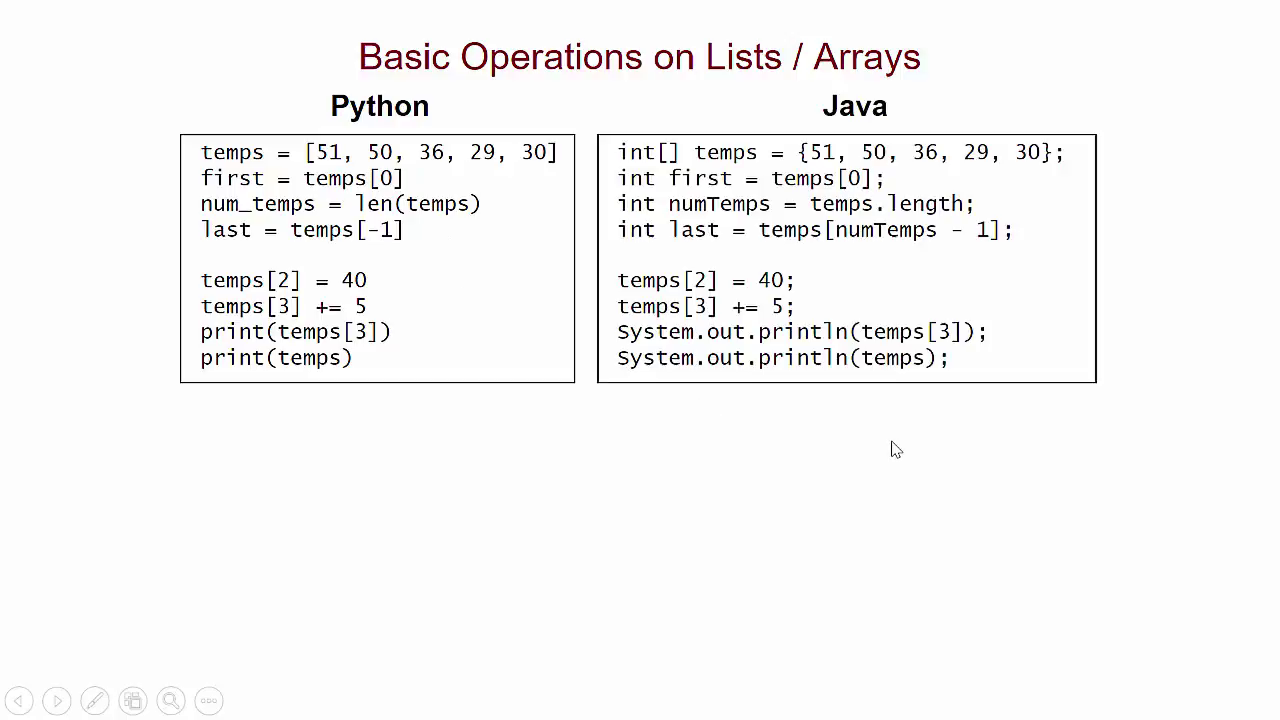 Basic Operations on Lists / Arrays
Python
temps = [51, 50, 36, 29, 30]
first = temps[0]
num_temps = len(temps)
last = temps[-1]
temps[2] = 40
temps[3] += 5
print(temps[3])
print(temps)
Java
int[] temps = {51, 50, 36, 29, 30};
int first = temps[0];
int numTemps = temps.length;
int last = temps[numTemps - 1];
temps[2] = 40;
temps[3] += 5;
System.out.println(temps[3]);
System.out.println(temps);